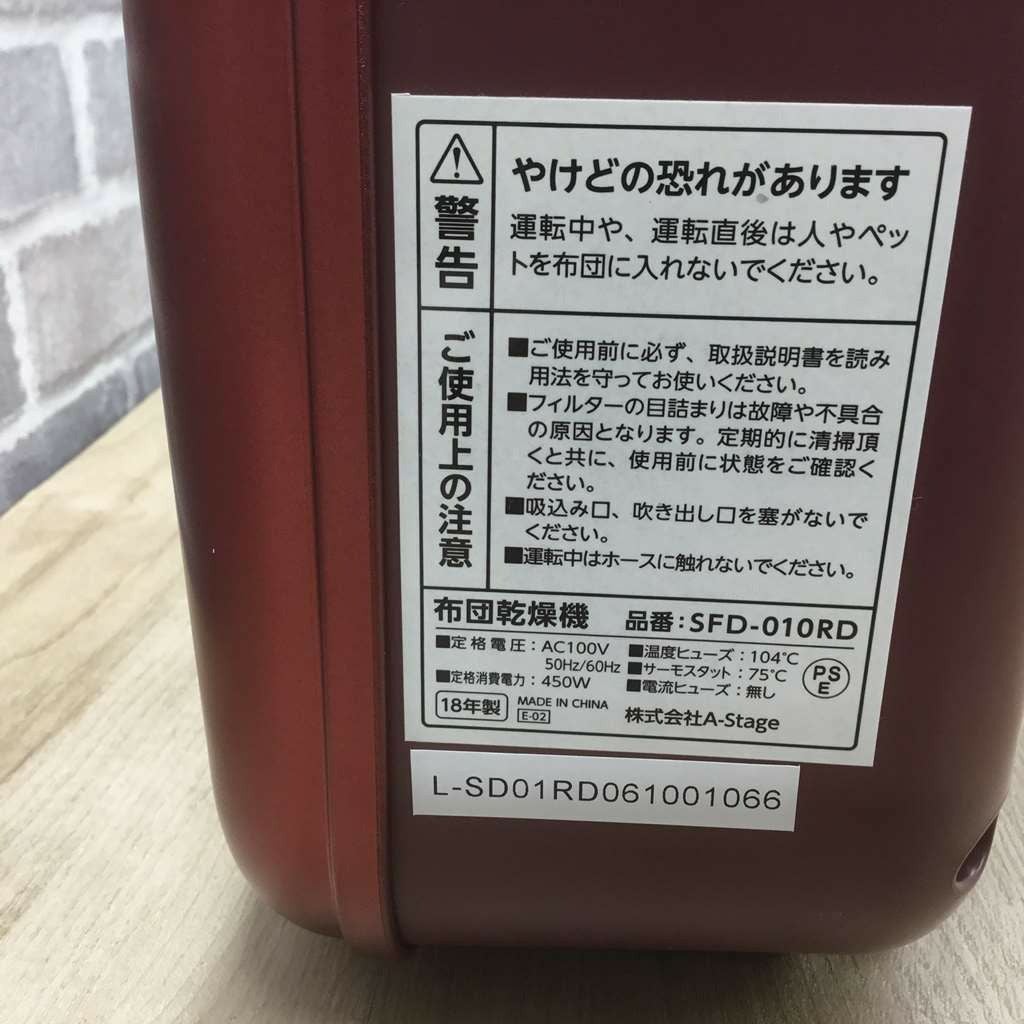 警告
やけどの恐れがあります
運転中や、運転直後は人やペッ
トを布団に入れないでください。
ご使用上の注意
■ご使用前に必ず、取扱説明書を読み
用法を守ってお使いください。
■フィルターの目詰まりは故障や不具合
の原因となります。定期的に清掃頂
くと共に、使用前に状態をご確認く
ださい。
■吸込み口、吹き出し口を塞がないで
ください。
■運転中はホースに触れないでください。
布団乾燥機 品番：SFD-010RD
■定格電圧：AC100V
50Hz/60Hz
■定格消費電力：450W
■温度ヒューズ：104℃
■サーモスタット：75℃
■電流ヒューズ：無し
PS
E
18年製
MADE IN CHINA
E-02
株式会社A-Stage
L-SD01RD061001066